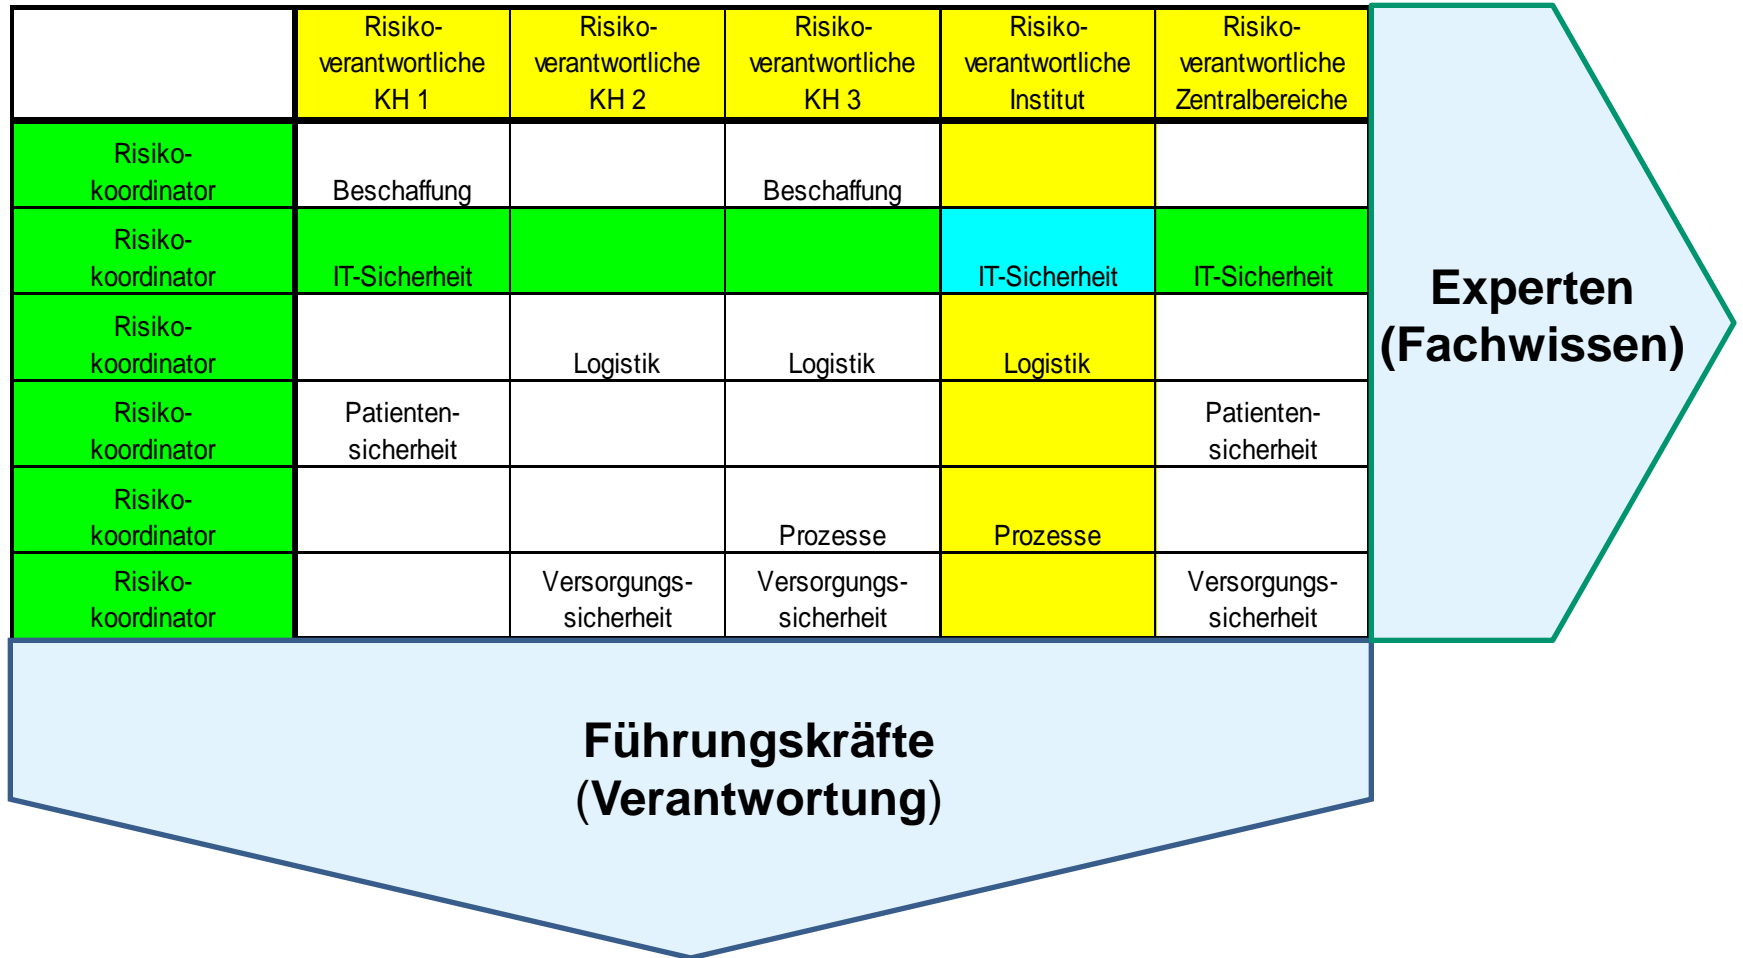 Risiko-
verantwortliche
KH 1
Risiko-
verantwortliche
KH 2
Risiko-
verantwortliche
KH 3
Risiko-
verantwortliche
Institut
Risiko-
verantwortliche
Zentralbereiche
Risiko-
koordinator
Beschaffung
Beschaffung
Risiko-
koordinator
IT-Sicherheit
IT-Sicherheit
IT-Sicherheit
Risiko-
koordinator
Logistik
Logistik
Logistik
Risiko-
koordinator
Patienten-
sicherheit
Patienten-
sicherheit
Risiko-
koordinator
Prozesse
Prozesse
Risiko-
koordinator
Versorgungs-
sicherheit
Versorgungs-
sicherheit
Versorgungs-
sicherheit
Experten
(Fachwissen)
Führungskräfte
(Verantwortung)